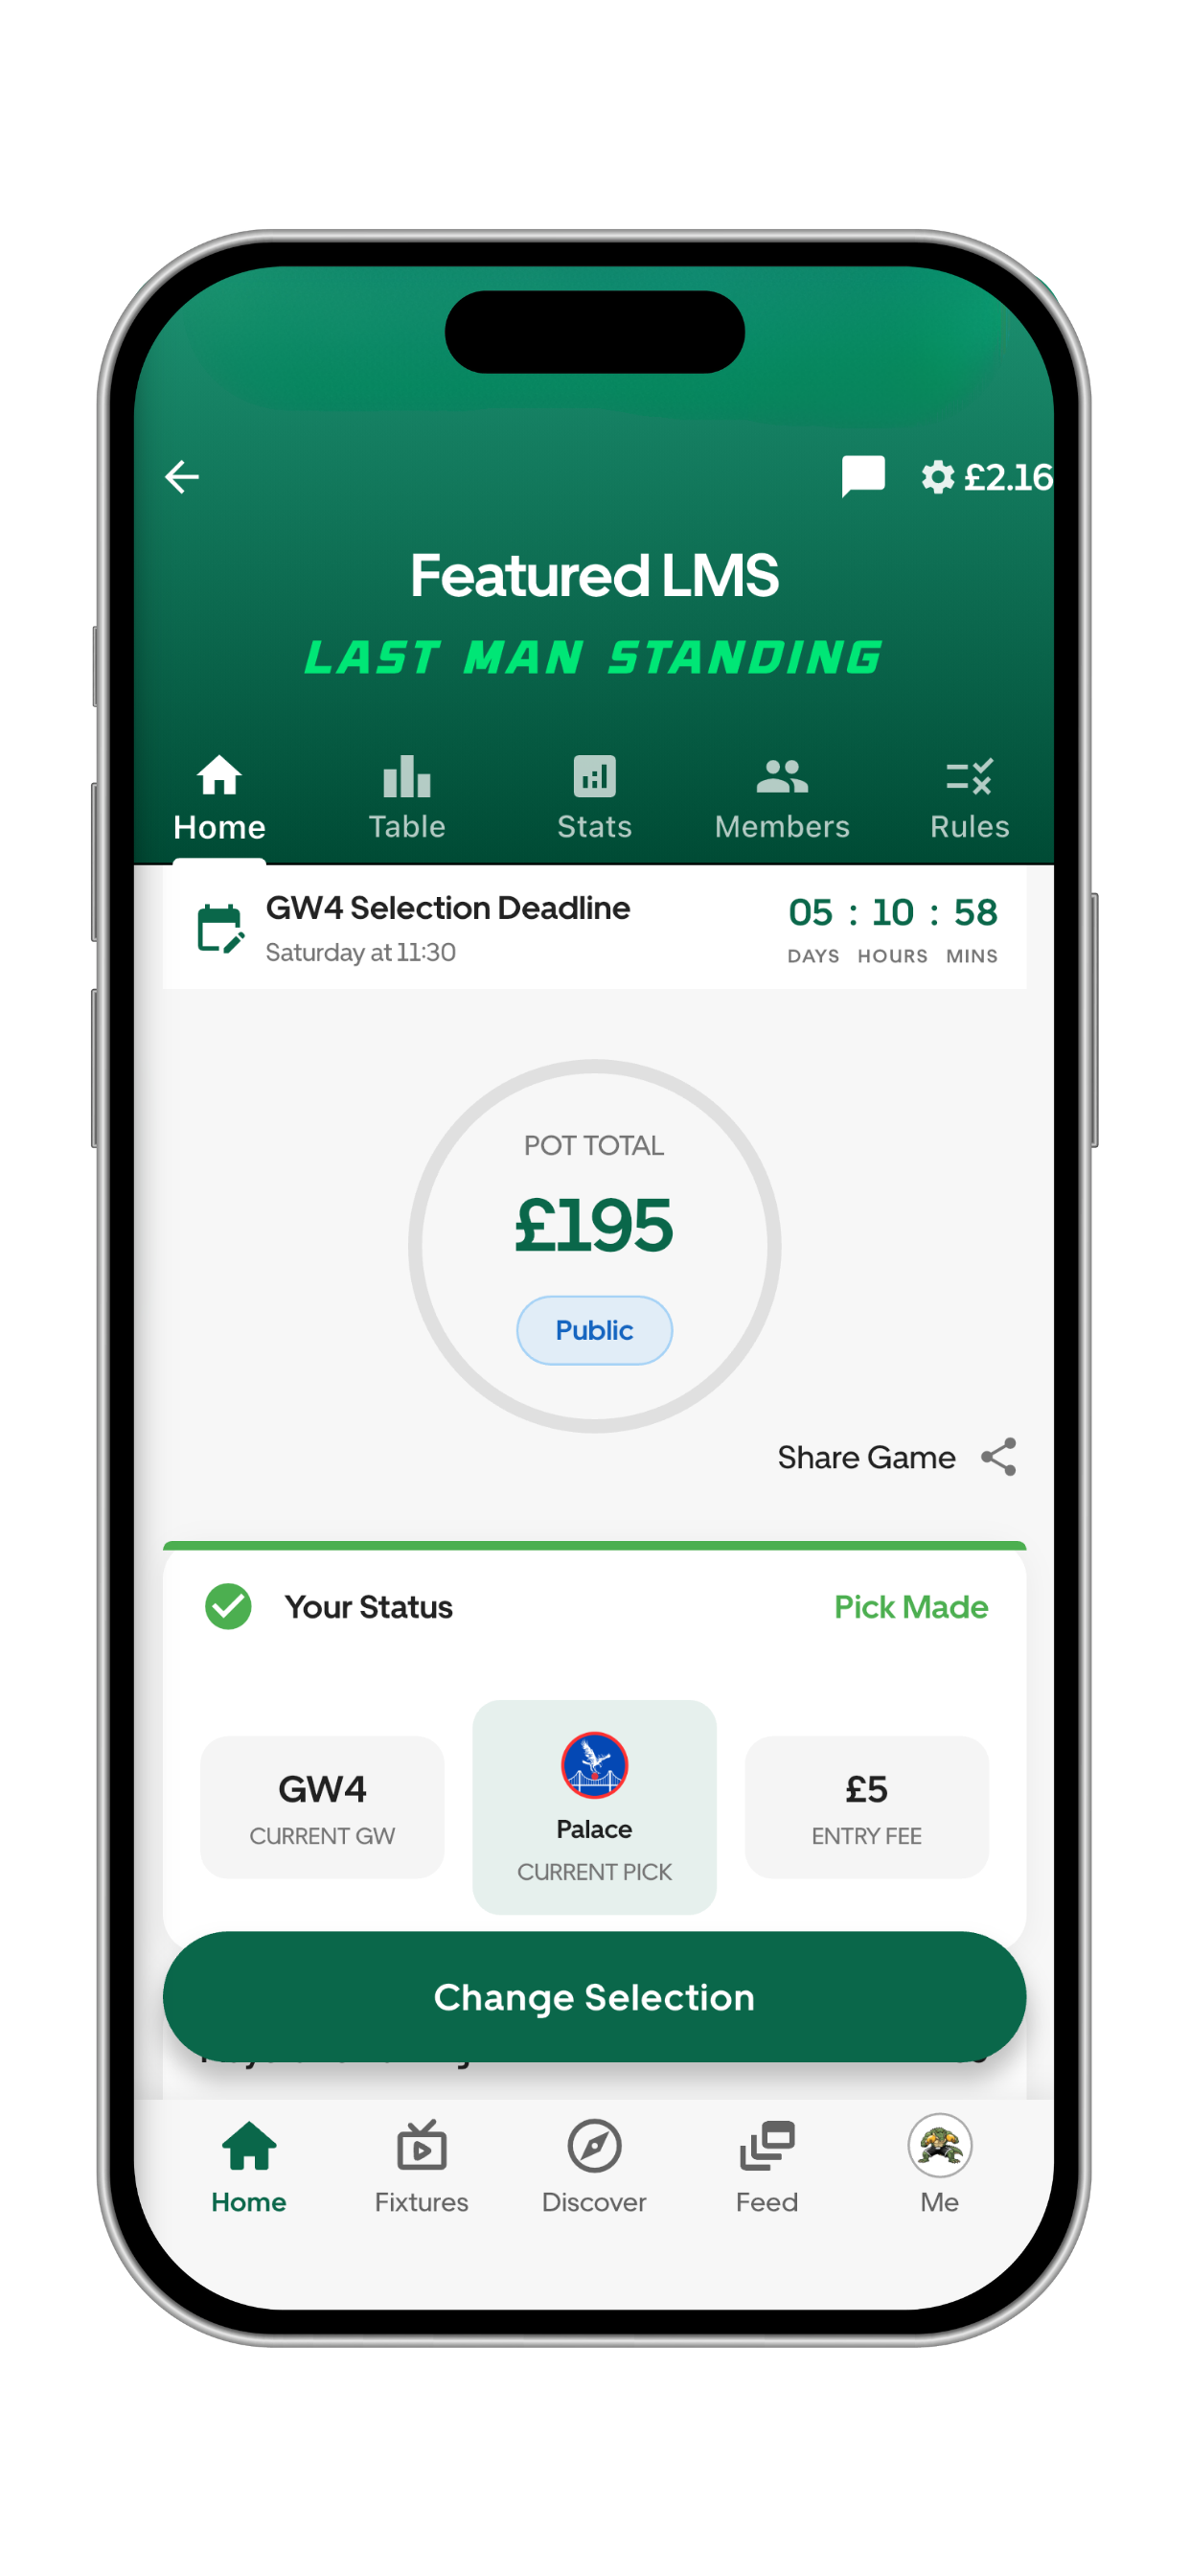 £2.16
Featured LMS
LAST MAN STANDING
Home Table Stats Members Rules
GW4 Selection Deadline
Saturday at 11:30
05 : 10 : 58
DAYS HOURS MINS
POT TOTAL
£195
Public
Share Game
Your Status
Pick Made
GW4
CURRENT GW
Palace
CURRENT PICK
£5
ENTRY FEE
Change Selection
Home Fixtures Discover Feed Me